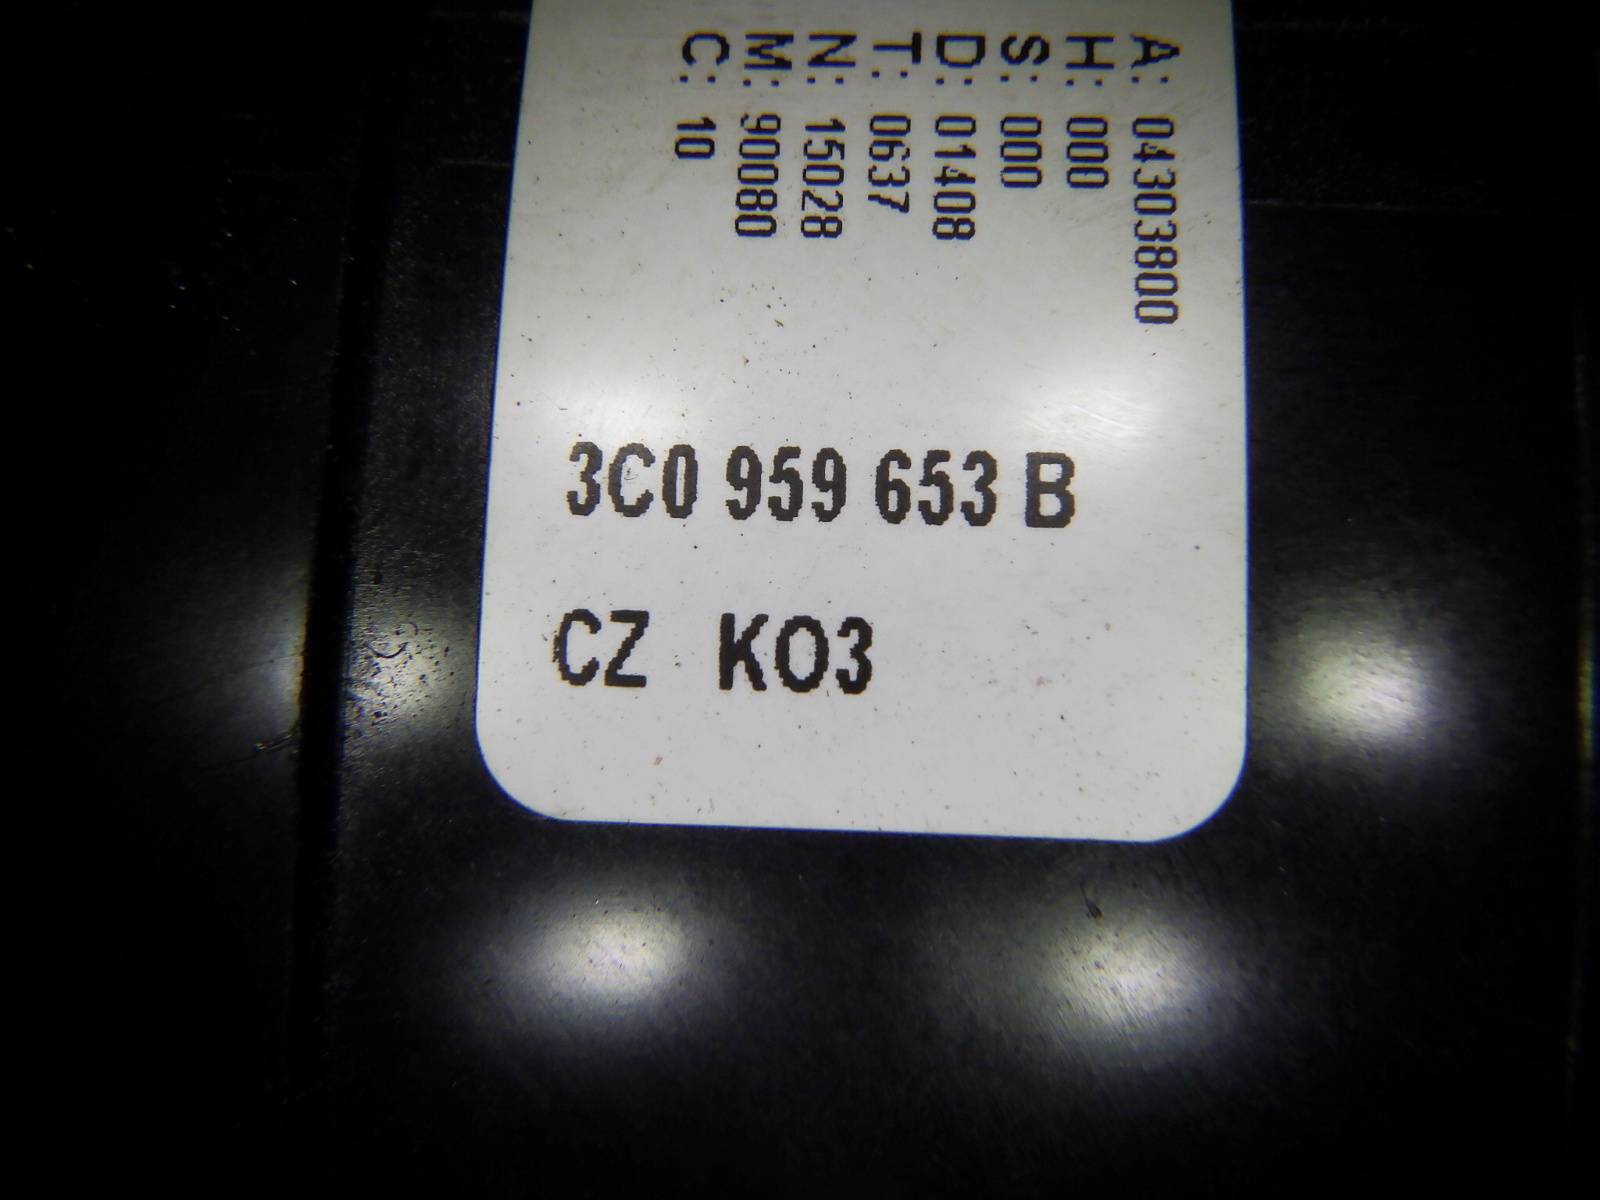 A: 04303800
H: 000
S: 000
D: 01408
T: 0637
N: 15028
M: 90080
C: 10
3C0 959 653 B
CZ KO3